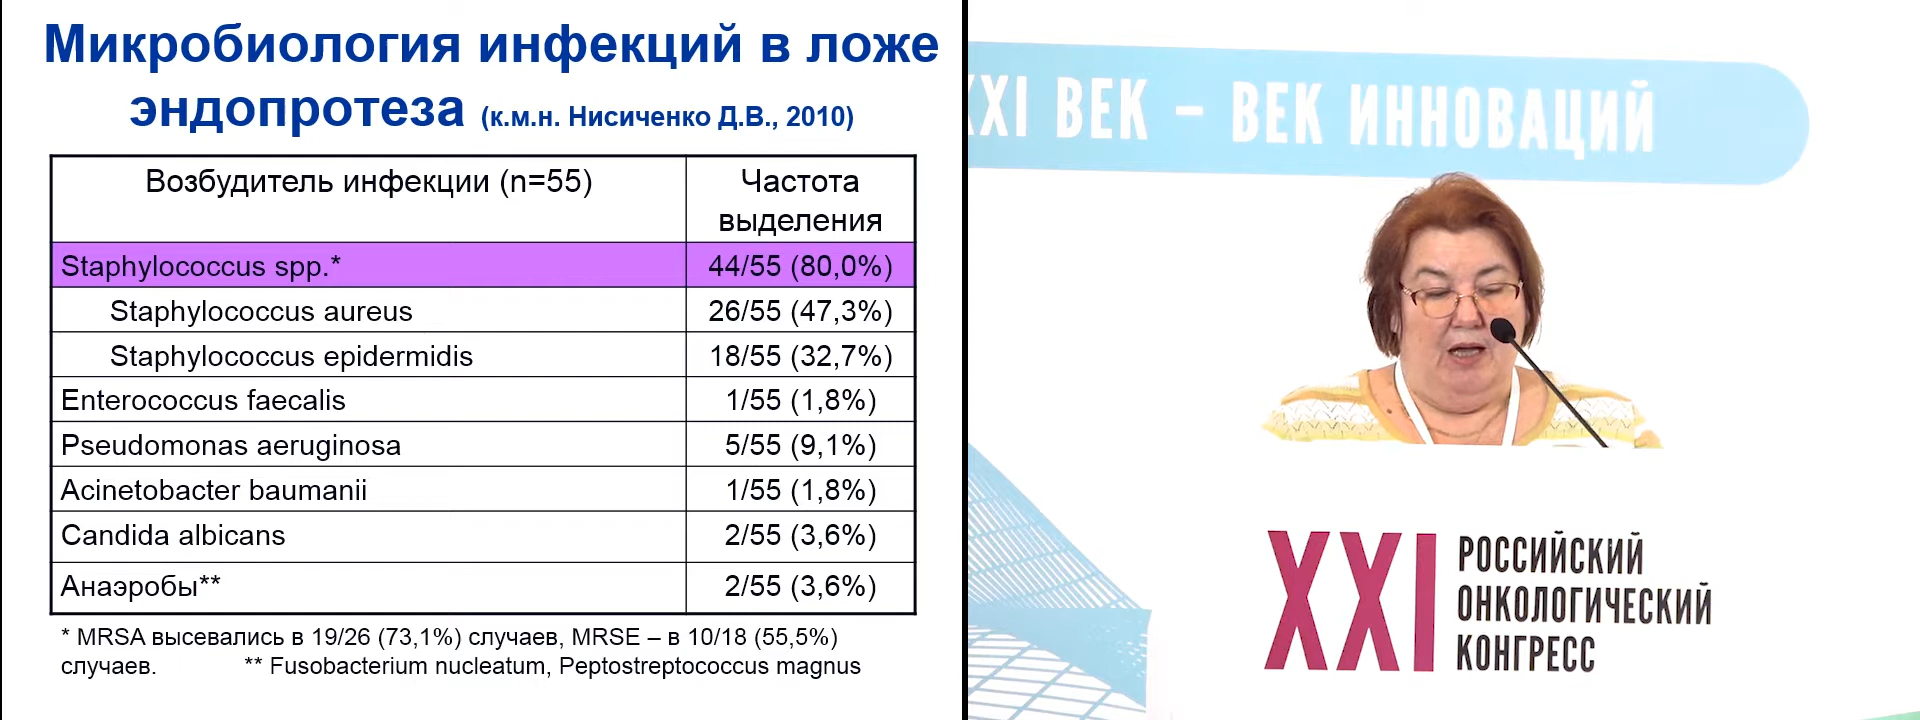 Микробиология инфекций в ложе
эндопротеза (к.м.н. Нисиченко Д.В., 2010)
Возбудитель инфекции (n=55)
Частота
выделения
Staphylococcus spp.* 44/55 (80,0%)
Staphylococcus aureus 26/55 (47,3%)
Staphylococcus epidermidis 18/55 (32,7%)
Enterococcus faecalis 1/55 (1,8%)
Pseudomonas aeruginosa 5/55 (9,1%)
Acinetobacter baumanii 1/55 (1,8%)
Candida albicans 2/55 (3,6%)
Анаэробы** 2/55 (3,6%)
* MRSA высевались в 19/26 (73,1%) случаев, MRSE – в 10/18 (55,5%)
случаев. ** Fusobacterium nucleatum, Peptostreptococcus magnus
XXI ВЕК – ВЕК ИННОВАЦИЙ
XXI
РОССИЙСКИЙ
ОНКОЛОГИЧЕСКИЙ
КОНГРЕСС